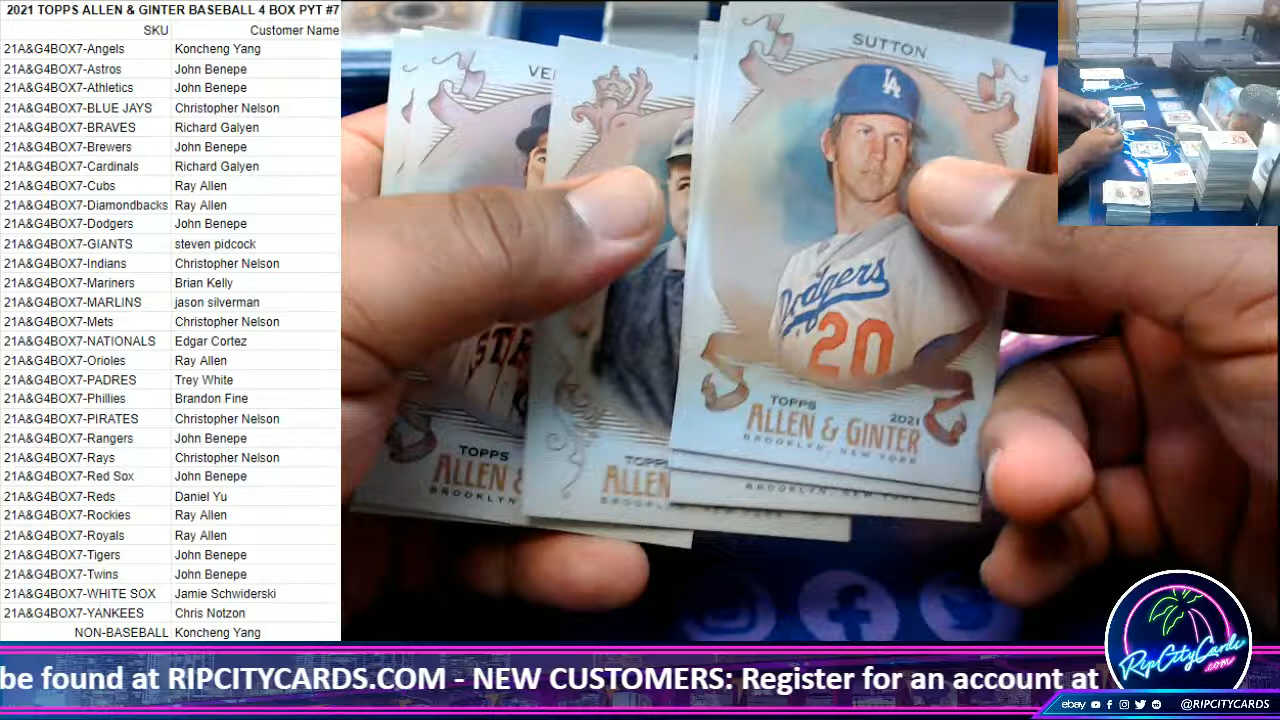 2021 TOPPS ALLEN & GINTER BASEBALL 4 BOX PYT #7
SKU Customer Name
21A&G4BOX7-Angels Koncheng Yang
21A&G4BOX7-Astros John Benepe
21A&G4BOX7-Athletics John Benepe
21A&G4BOX7-BLUE JAYS Christopher Nelson
21A&G4BOX7-BRAVES Richard Galyen
21A&G4BOX7-Brewers John Benepe
21A&G4BOX7-Cardinals Richard Galyen
21A&G4BOX7-Cubs Ray Allen
21A&G4BOX7-Diamondbacks Ray Allen
21A&G4BOX7-Dodgers John Benepe
21A&G4BOX7-GIANTS steven pidcock
21A&G4BOX7-Indians Christopher Nelson
21A&G4BOX7-Mariners Brian Kelly
21A&G4BOX7-MARLINS jason silverman
21A&G4BOX7-Mets Christopher Nelson
21A&G4BOX7-NATIONALS Edgar Cortez
21A&G4BOX7-Orioles Ray Allen
21A&G4BOX7-PADRES Trey White
21A&G4BOX7-Phillies Brandon Fine
21A&G4BOX7-PIRATES Christopher Nelson
21A&G4BOX7-Rangers John Benepe
21A&G4BOX7-Rays Christopher Nelson
21A&G4BOX7-Red Sox John Benepe
21A&G4BOX7-Reds Daniel Yu
21A&G4BOX7-Rockies Ray Allen
21A&G4BOX7-Royals Ray Allen
21A&G4BOX7-Tigers John Benepe
21A&G4BOX7-Twins John Benepe
21A&G4BOX7-WHITE SOX Jamie Schwiderski
21A&G4BOX7-YANKEES Chris Notzon
NON-BASEBALL Koncheng Yang
VE
STA
TOPPS
ALLEN &
BROOKLYN
TOPPS
ALLEN
SUTTON
LA
Dodgers
20
TOPPS 2021
ALLEN & GINTER
BROOKLYN, NEW YORK
BROOKLYN, NEW YORK
RipCityCards
.com
be found at RIPCITYCARDS.COM - NEW CUSTOMERS: Register for an account at
ebay @RIPCITYCARDS